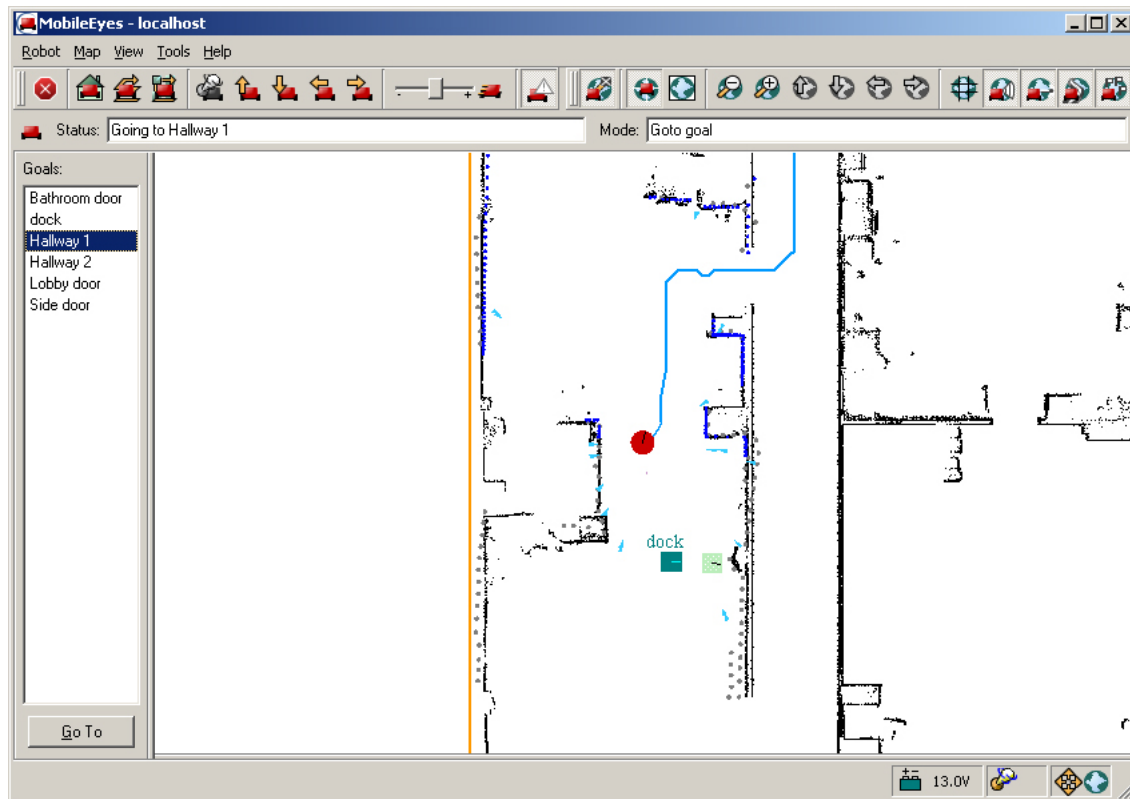 MobileEyes - localhost
Robot Map View Tools Help
Status: Going to Hallway 1 Mode: Goto goal
Goals:
Bathroom door
dock
Hallway 1
Hallway 2
Lobby door
Side door
dock
Go To
13.0V